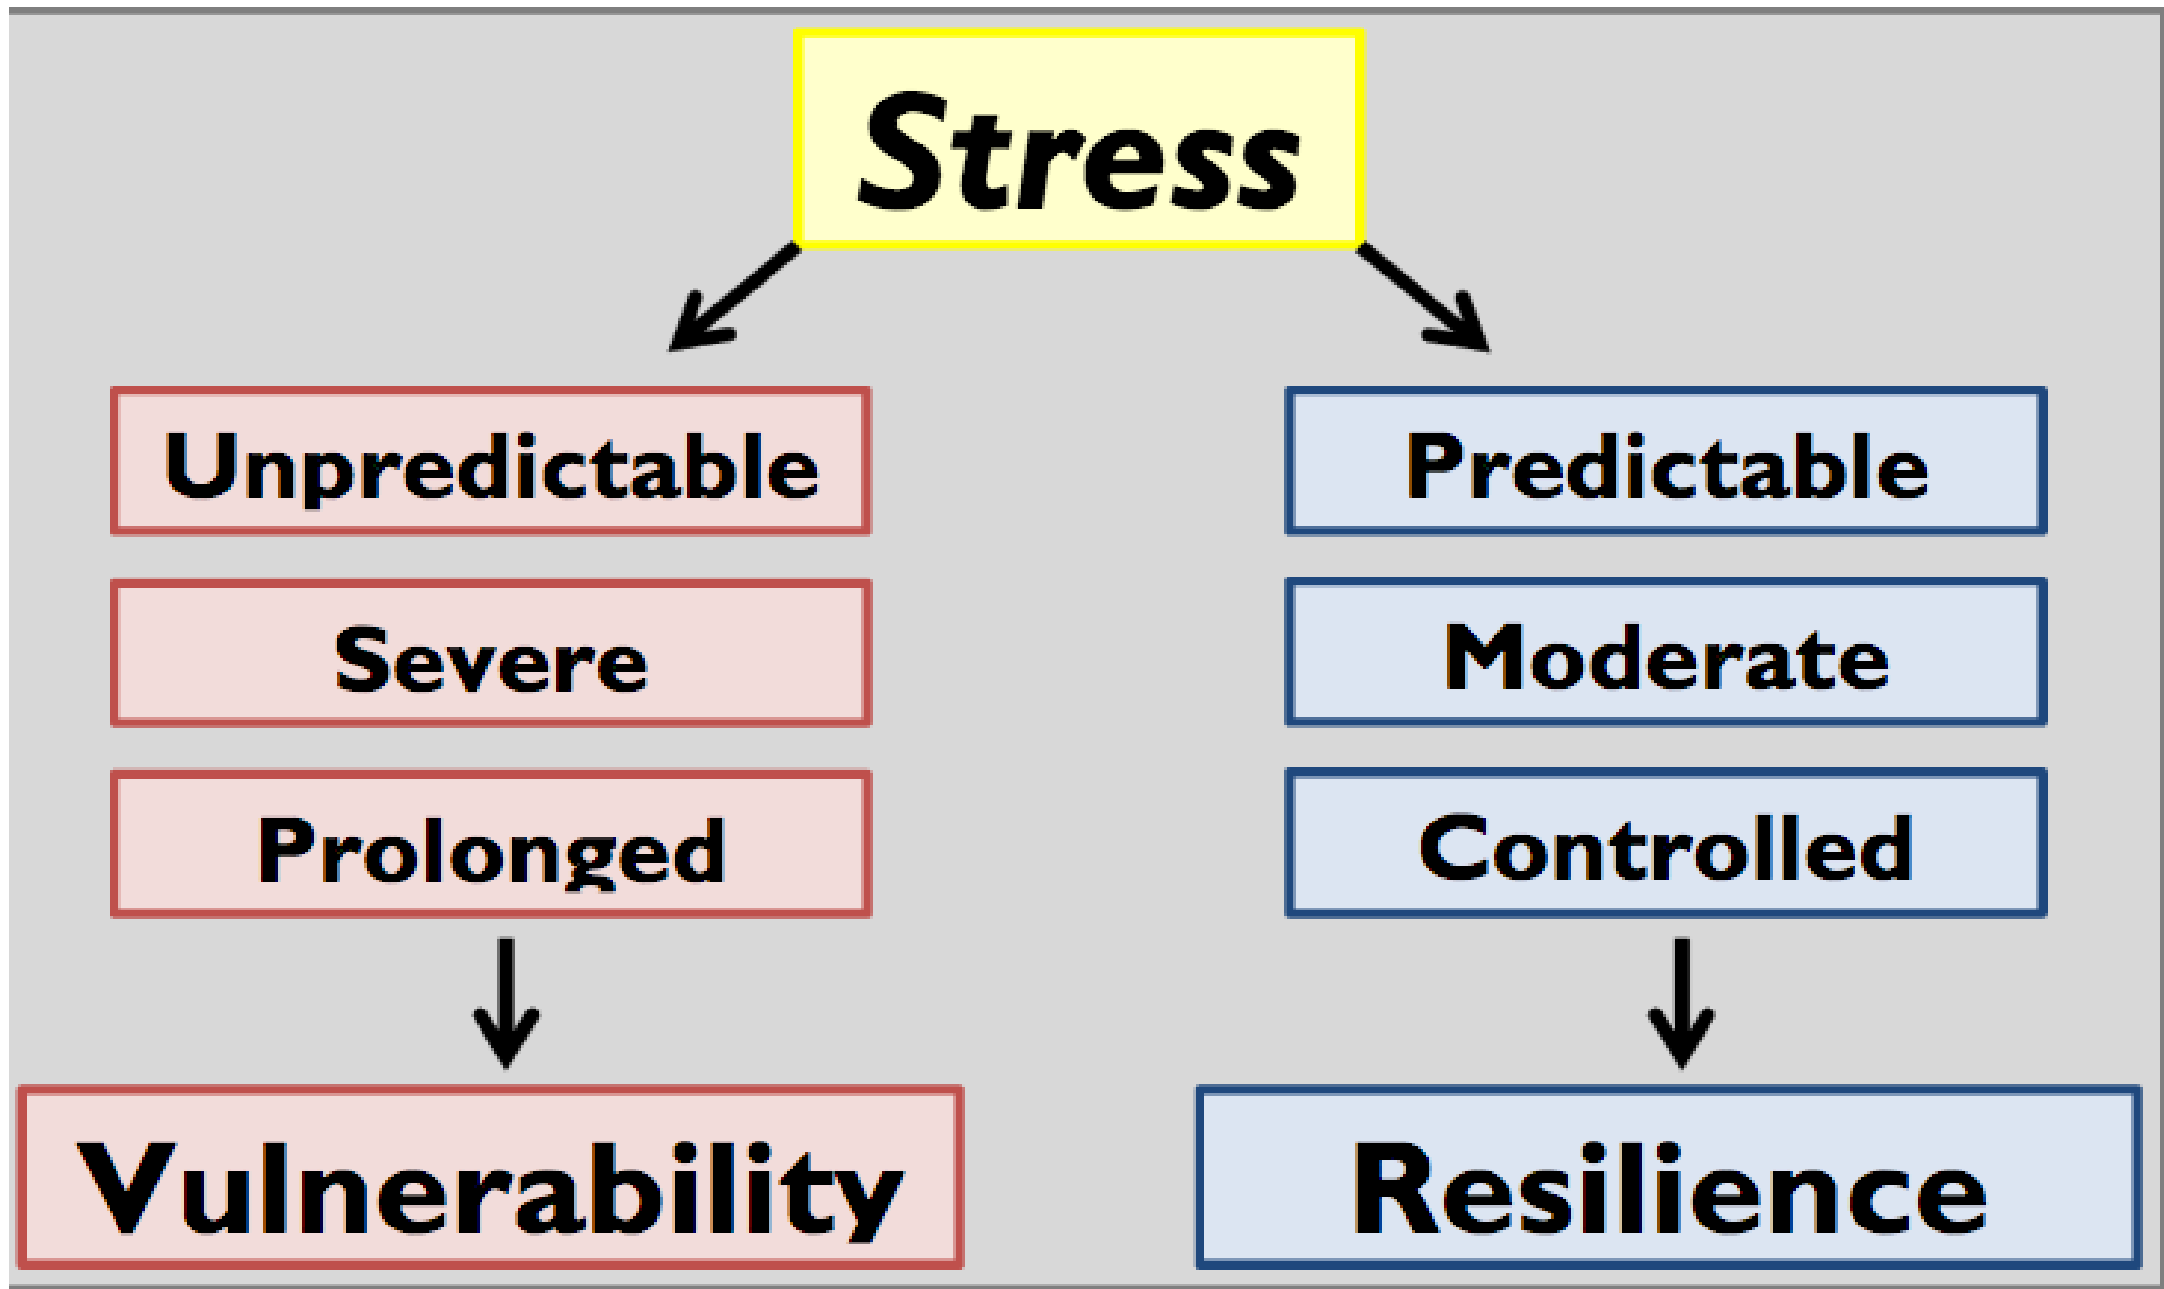 Stress
Unpredictable
Severe
Prolonged
Vulnerability
Predictable
Moderate
Controlled
Resilience